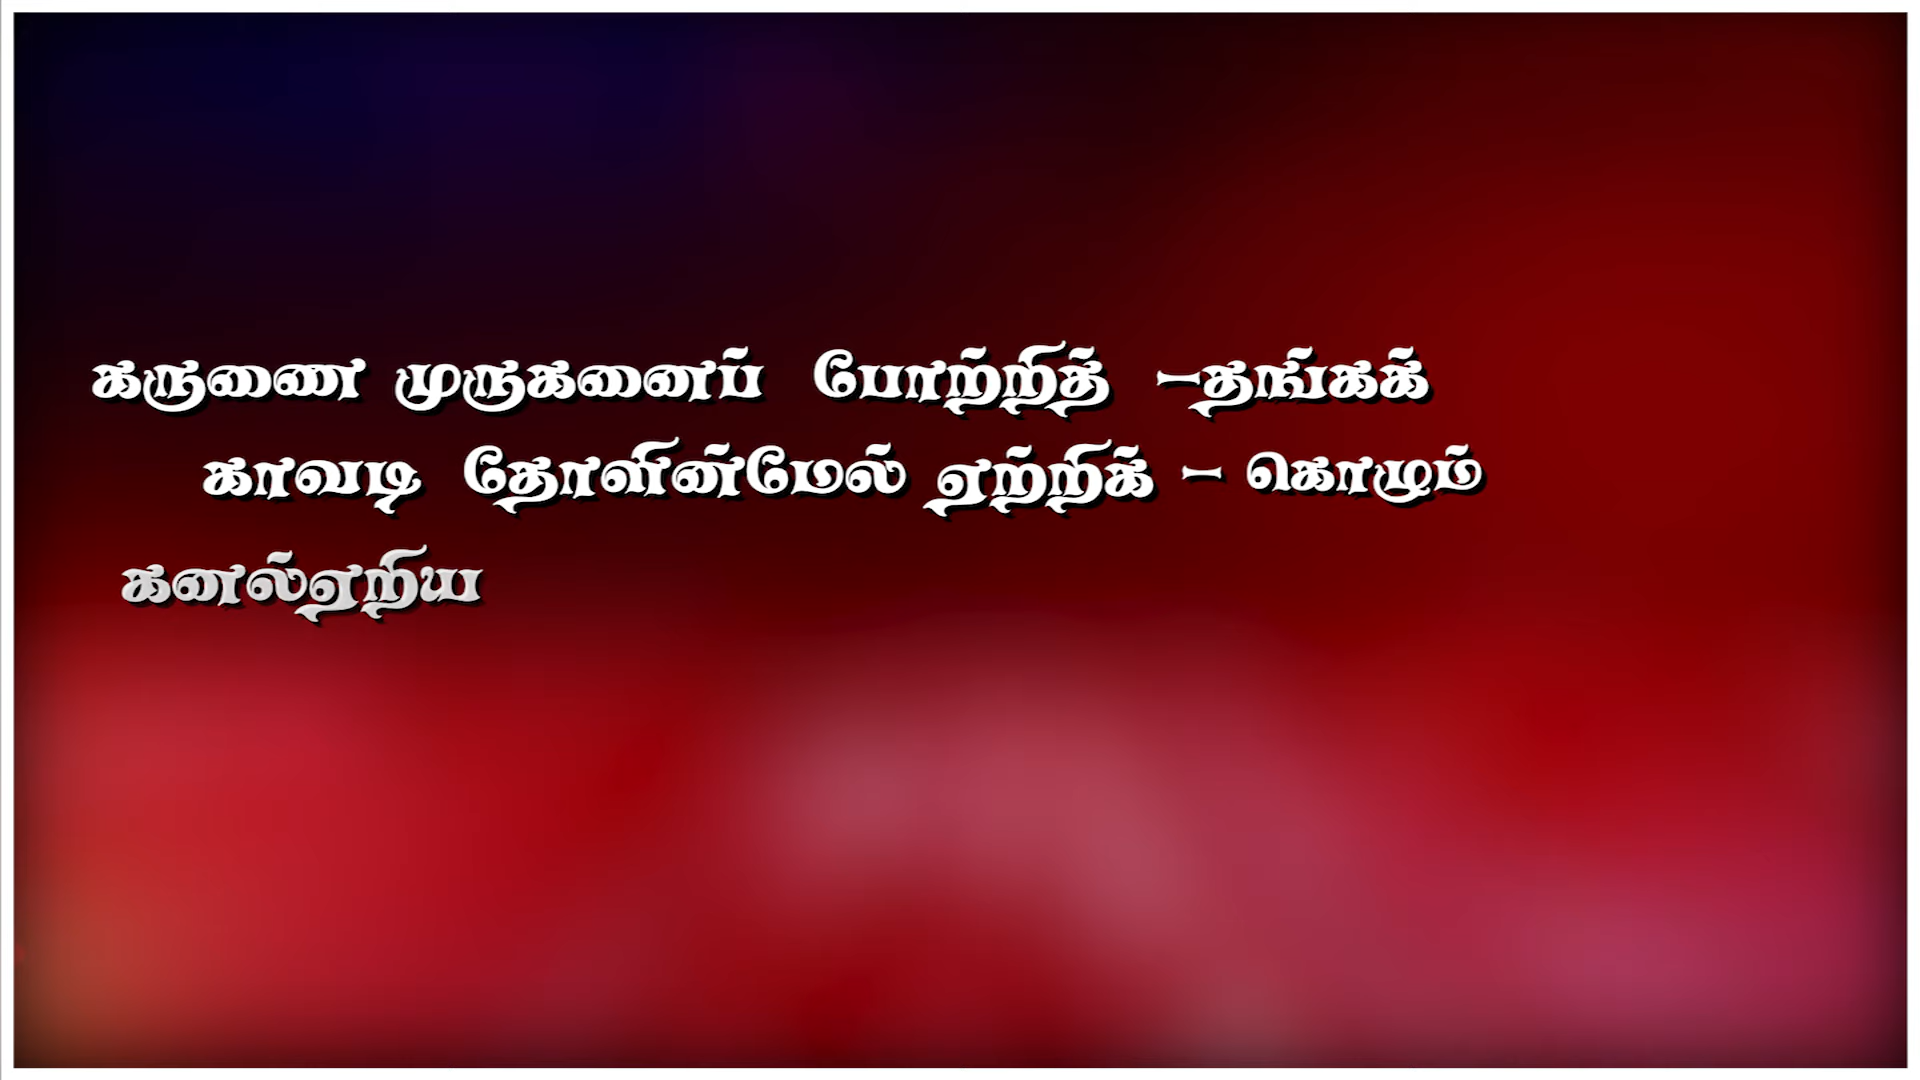 கருணை முருகனைப் போற்றித் -தங்கக்
காவடி தோளின்மேல் ஏற்றிக் - கொழும்
கனல்ஏறிய